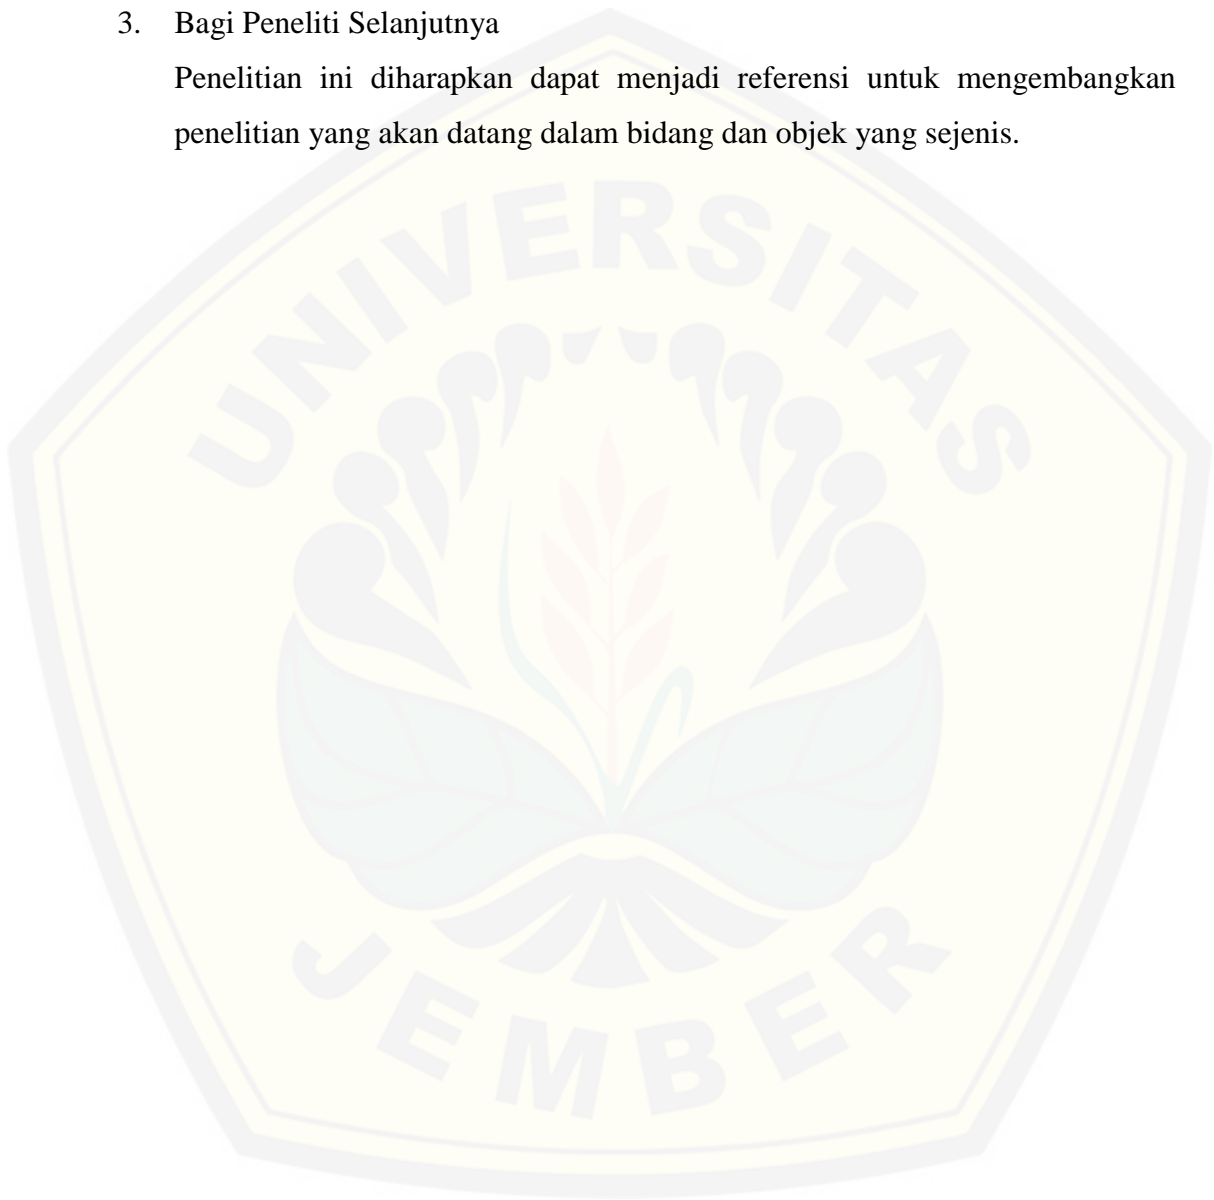 3. Bagi Peneliti Selanjutnya
Penelitian ini diharapkan dapat menjadi referensi untuk mengembangkan
penelitian yang akan datang dalam bidang dan objek yang sejenis.
UNIVERSITAS
JEMBER